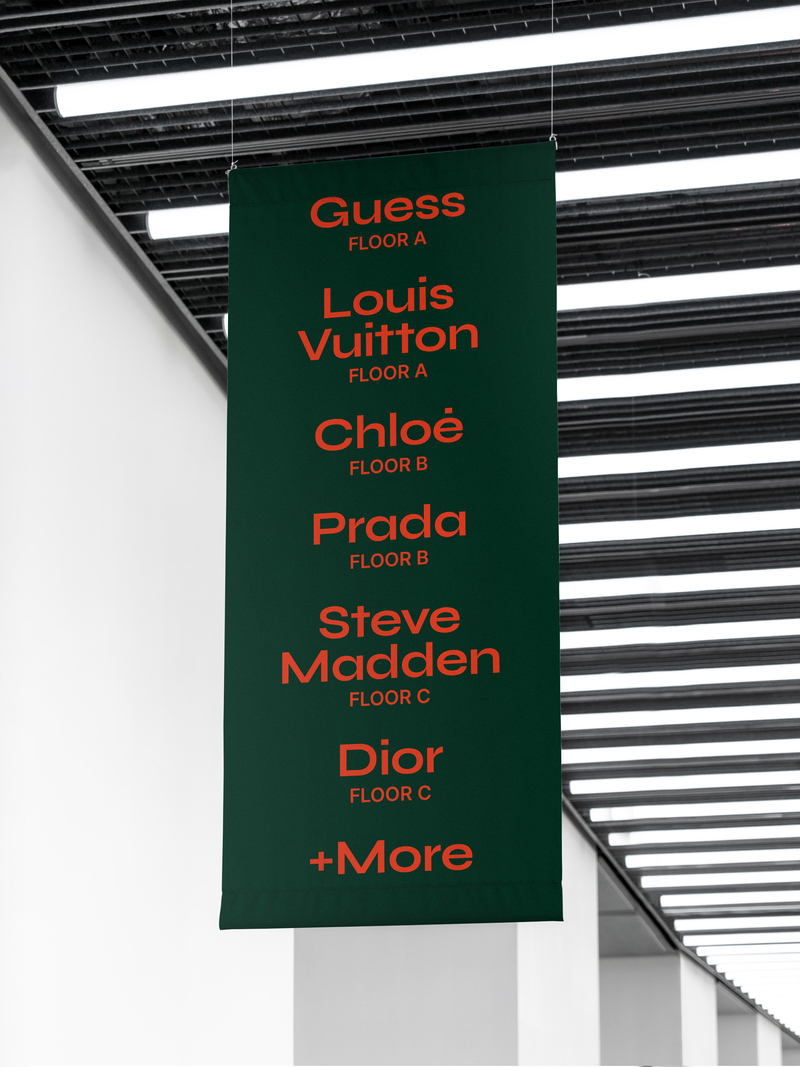 Guess
FLOOR A
Louis
Vuitton
FLOOR A
Chloė
FLOOR B
Prada
FLOOR B
Steve
Madden
FLOOR C
Dior
FLOOR C
+More